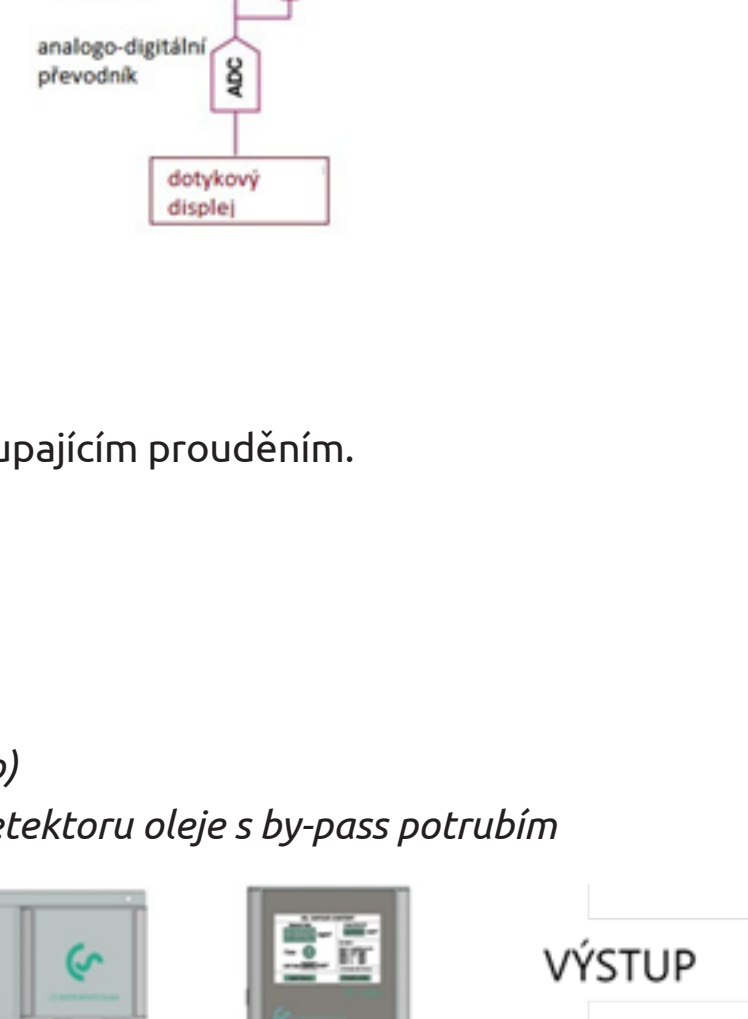 analogo-digitální
převodník
ADC
dotykový
displej
upajícím prouděním.
o)
etektoru oleje s by-pass potrubím
VÝSTUP